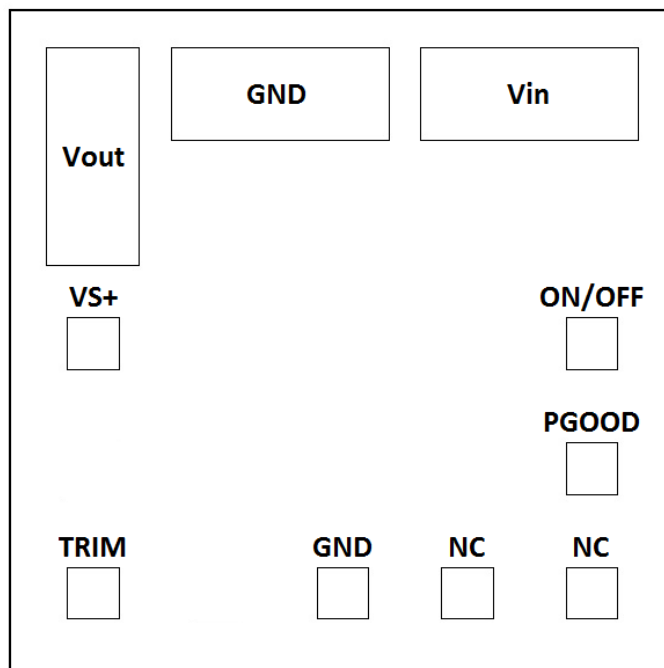 GND
Vin
Vout
VS+
ON/OFF
PGOOD
TRIM
GND
NC
NC